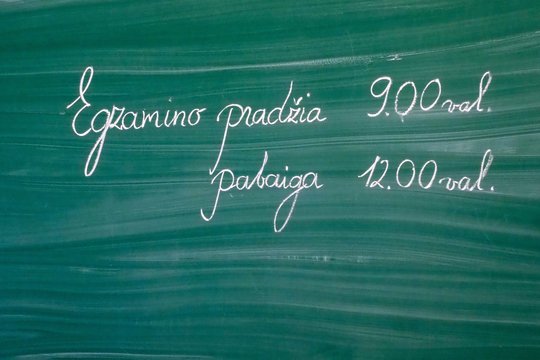 Egzamino pradžia 9.00 val.
pabaiga 12.00 val.